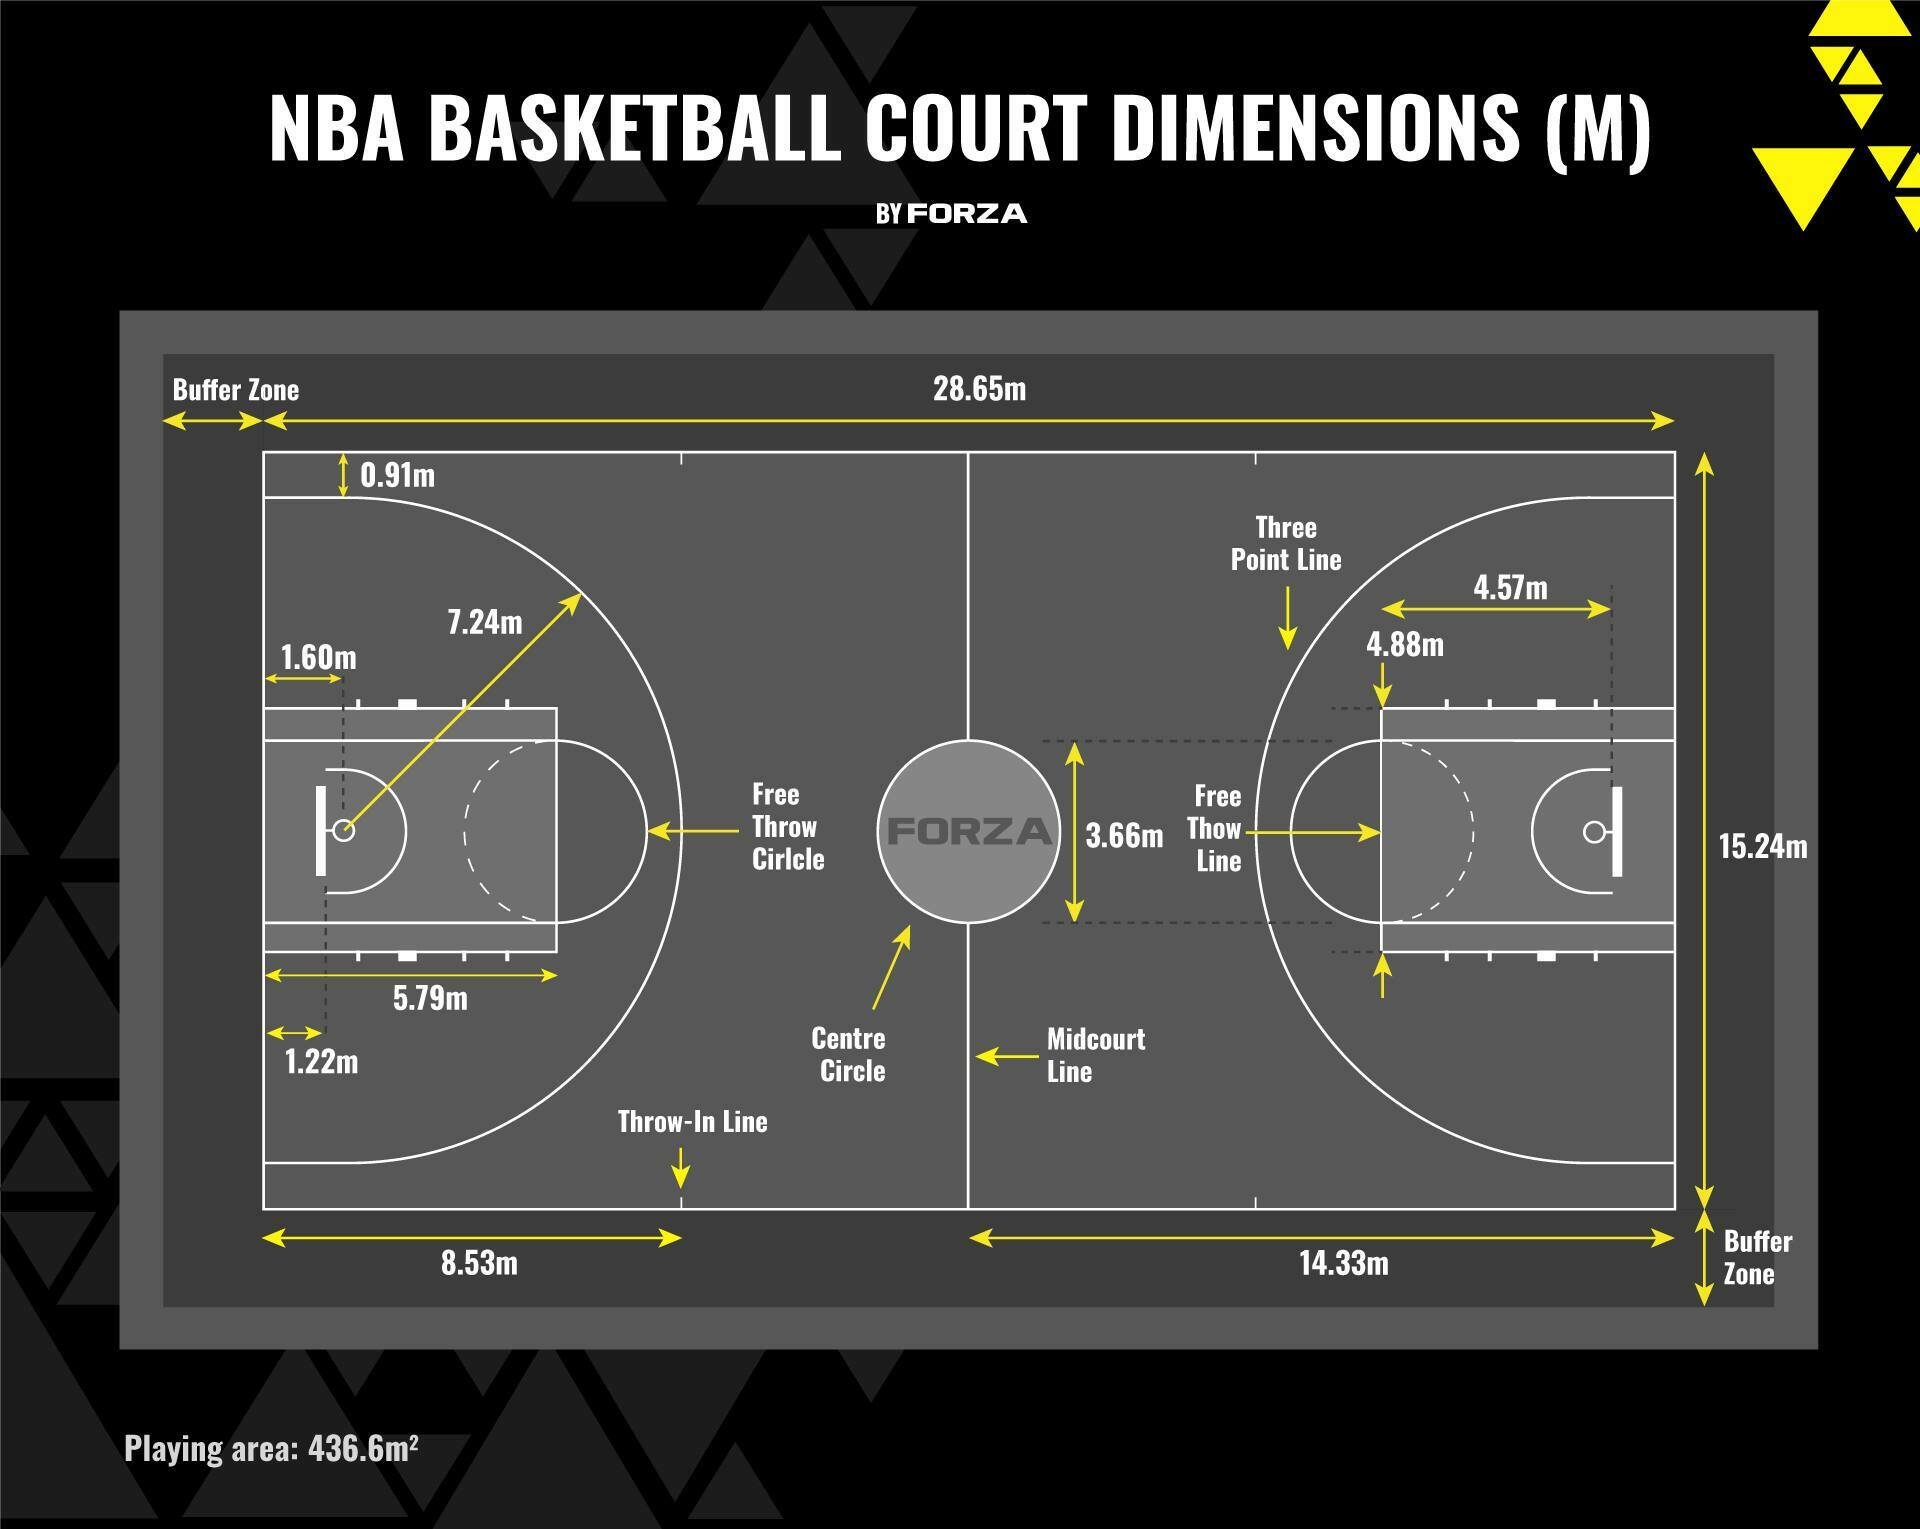 NBA BASKETBALL COURT DIMENSIONS (M)
BY FORZA
Buffer Zone
28.65m
0.91m
Three
Point Line
4.57m
7.24m
4.88m
1.60m
Free
Throw
Cirlcle
FORZA
3.66m
Free
Thow
Line
15.24m
5.79m
1.22m
Centre
Circle
Midcourt
Line
Throw-In Line
8.53m
14.33m
Buffer
Zone
Playing area: 436.6m²